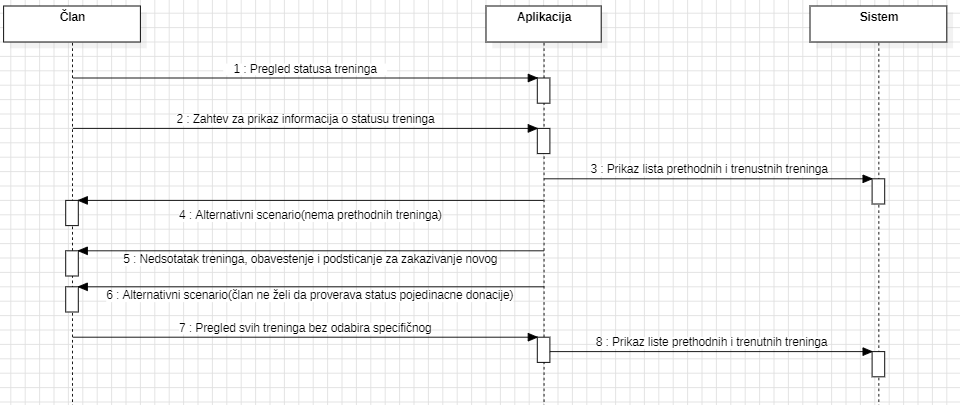 Član
Aplikacija
Sistem
1 : Pregled statusa treninga
2 : Zahtev za prikaz informacija o statusu treninga
3 : Prikaz lista prethodnih i trenustnih treninga
4 : Alternativni scenario(nema prethodnih treninga)
5 : Nedsotatak treninga, obavestenje i podsticanje za zakazivanje novog
6 : Alternativni scenario(član ne želi da proverava status pojedinacne donacije)
7 : Pregled svih treninga bez odabira specifičnog
8 : Prikaz liste prethodnih i trenutnih treninga